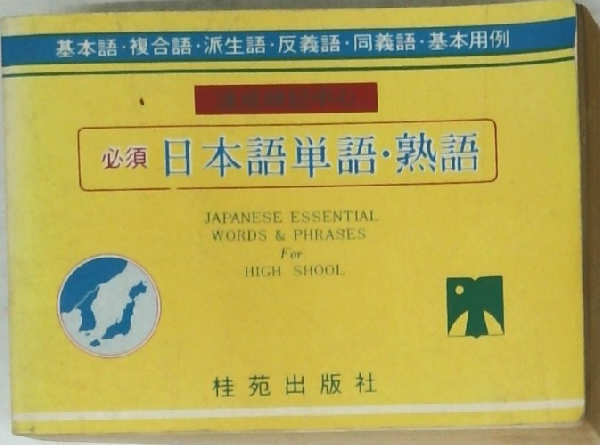 基本語·複合語·派生語·反義語·同義語·基本用例
必須 日本語単語·熟語
JAPANESE ESSENTIAL
WORDS & PHRASES
For
HIGH SHOOL
桂苑出版社